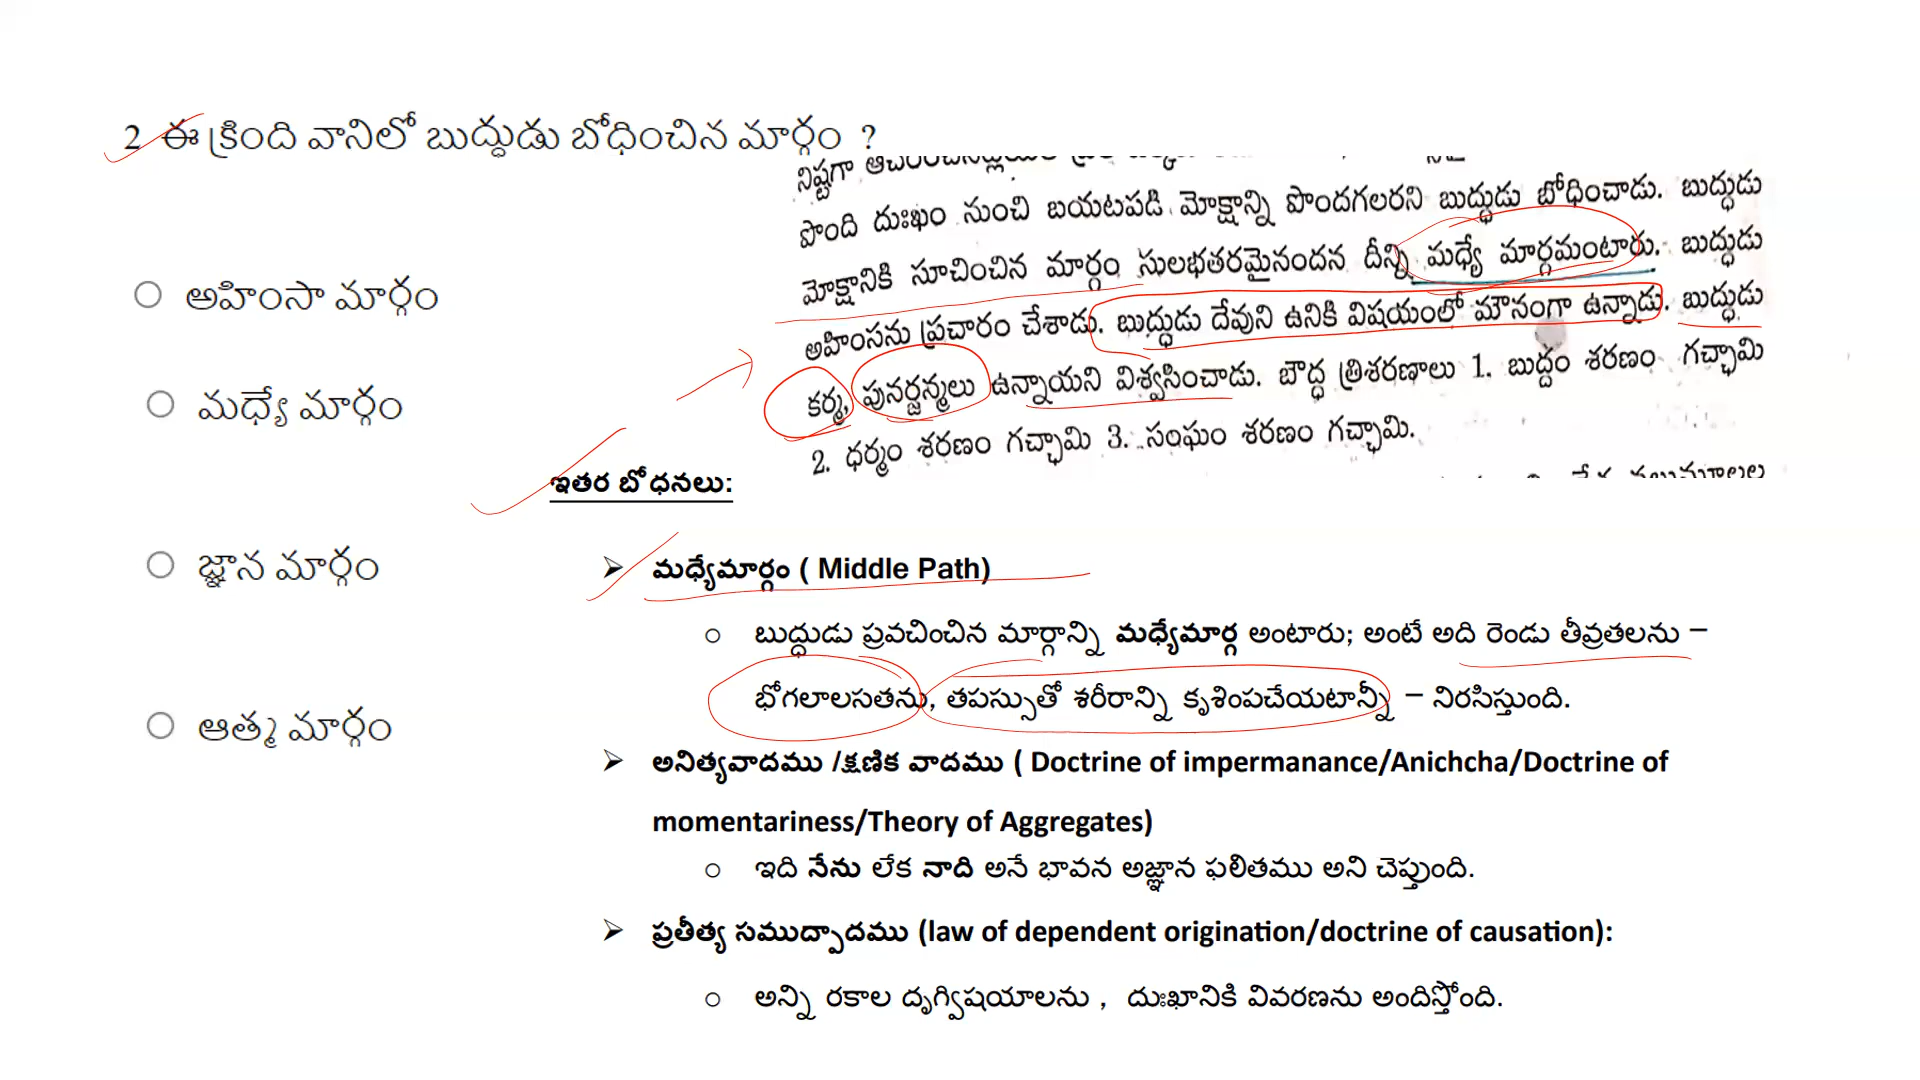 2 ఈ క్రింది వానిలో బుద్ధుడు బోధించిన మార్గం ?
అహింసా మార్గం
మధ్యే మార్గం
జ్ఞాన మార్గం
ఆత్మ మార్గం
నిష్టగా
పొంది దుఃఖం నుంచి బయటపడి మోక్షాన్ని పొందగలరని బుద్ధుడు బోధించాడు. బుద్ధుడు
మోక్షానికి సూచించిన మార్గం సులభతరమైనందన దీన్ని మధ్యే మార్గమంటారు. బుద్ధుడు
అహింసను ప్రచారం చేశాడు. బుద్ధుడు దేవుని ఉనికి విషయంలో మౌనంగా ఉన్నాడు. బుద్ధుడు
కర్మ, పునర్జన్మలు ఉన్నాయని విశ్వసించాడు. బౌద్ధ త్రిశరణాలు 1. బుద్దం శరణం గచ్ఛామి
2. ధర్మం శరణం గచ్ఛామి 3. సంఘం శరణం గచ్ఛామి.
ఇతర బోధనలు:
➢ మధ్యేమార్గం ( Middle Path)
o బుద్ధుడు ప్రవచించిన మార్గాన్ని మధ్యేమార్గ అంటారు; అంటే అది రెండు తీవ్రతలను –
భోగలాలసతను, తపస్సుతో శరీరాన్ని కృశింపచేయటాన్నీ – నిరసిస్తుంది.
➢ అనిత్యవాదము /క్షణిక వాదము ( Doctrine of impermanance/Anichcha/Doctrine of
momentariness/Theory of Aggregates)
o ఇది నేను లేక నాది అనే భావన అజ్ఞాన ఫలితము అని చెప్తుంది.
➢ ప్రతీత్య సముద్పాదము (law of dependent origination/doctrine of causation):
o అన్ని రకాల దృగ్విషయాలను , దుఃఖానికి వివరణను అందిస్తోంది.